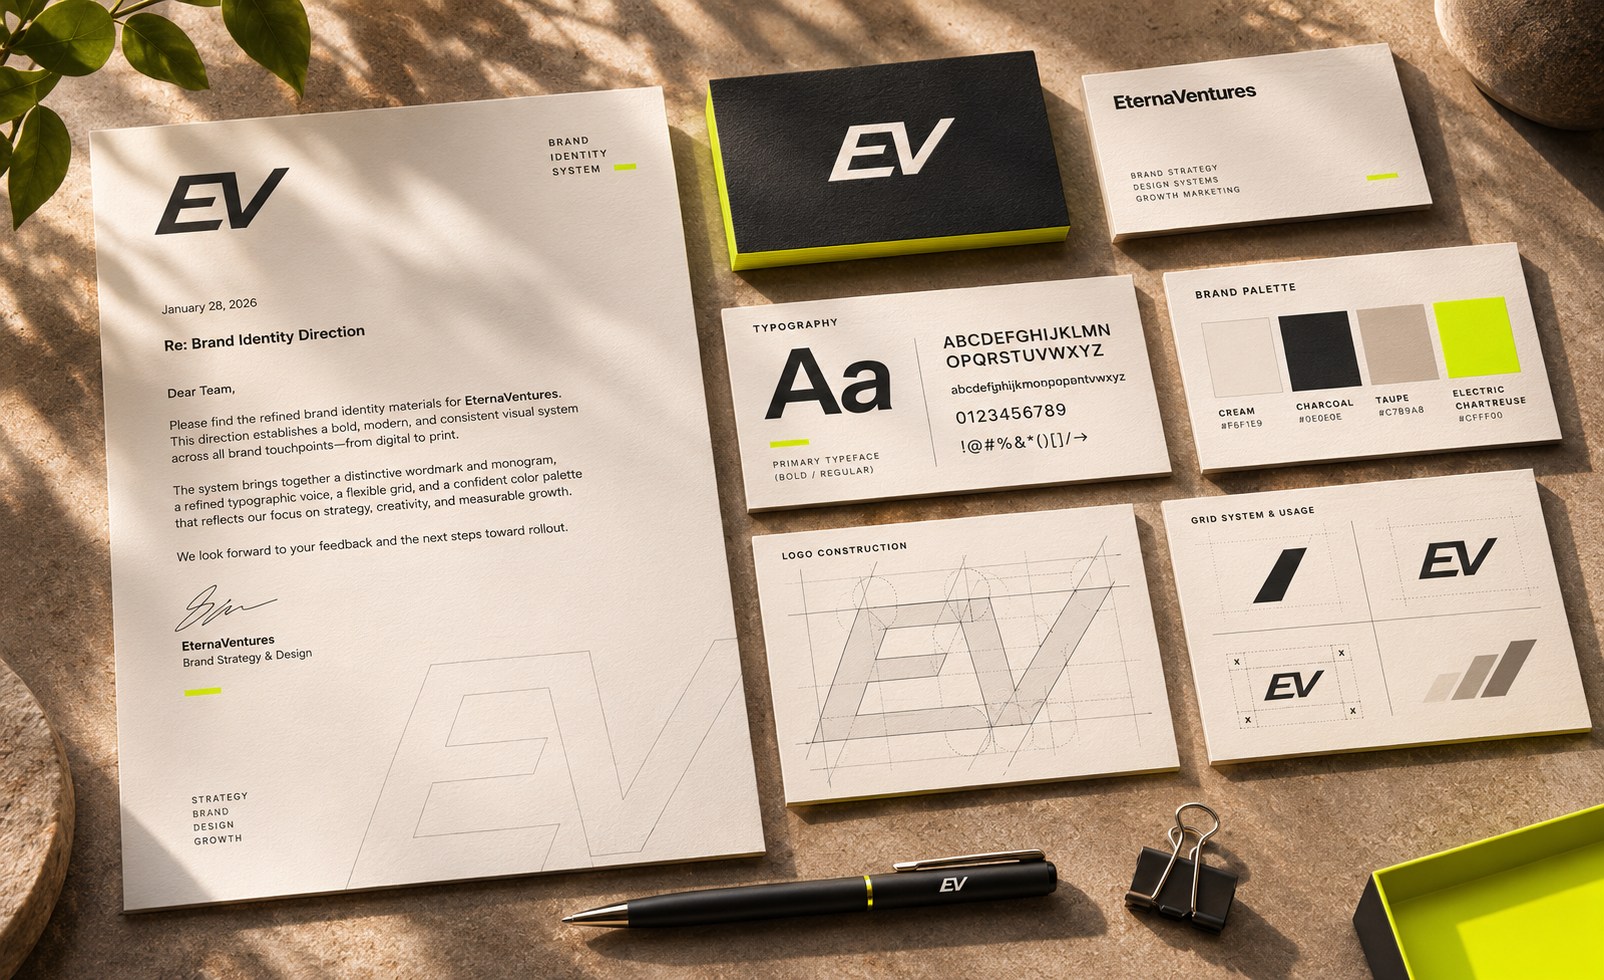 EV
BRAND
IDENTITY
SYSTEM
January 28, 2026
Re: Brand Identity Direction
Dear Team,
Please find the refined brand identity materials for EternaVentures.
This direction establishes a bold, modern, and consistent visual system
across all brand touchpoints—from digital to print.
The system brings together a distinctive wordmark and monogram,
a refined typographic voice, a flexible grid, and a confident color palette
that reflects our focus on strategy, creativity, and measurable growth.
We look forward to your feedback and the next steps toward rollout.
EternaVentures
Brand Strategy & Design
STRATEGY
BRAND
DESIGN
GROWTH
EV
EV
EternaVentures
BRAND STRATEGY
DESIGN SYSTEMS
GROWTH MARKETING
TYPOGRAPHY
Aa
PRIMARY TYPEFACE
(BOLD / REGULAR)
ABCDEFGHIJKLMN
OPQRSTUVWXYZ
0123456789
!@#%&*()[]/→
BRAND PALETTE
CREAM
#F6F1E9
CHARCOAL
#0E0E0E
TAUPE
#C7B9A8
ELECTRIC
CHARTREUSE
#CFFF00
LOGO CONSTRUCTION
EV
GRID SYSTEM & USAGE
EV
X X
EV
X X
EV